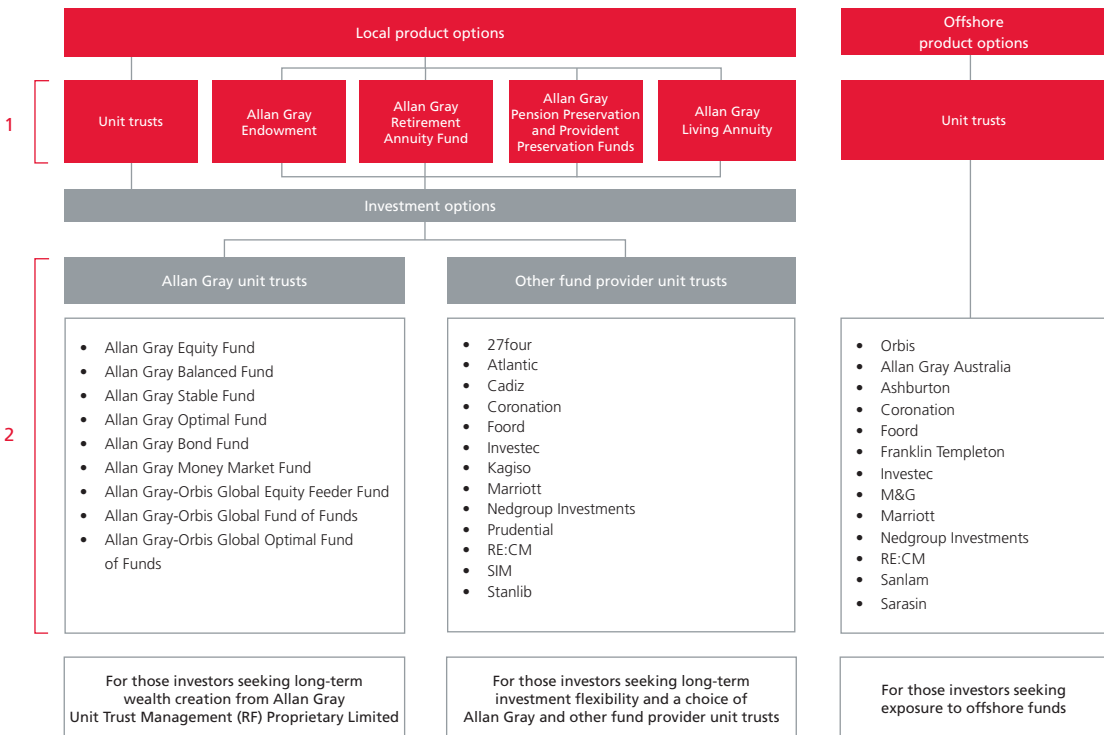 Local product options
Offshore
product options
1
Unit trusts
Allan Gray
Endowment
Allan Gray
Retirement
Annuity Fund
Allan Gray
Pension Preservation
and Provident
Preservation Funds
Allan Gray
Living Annuity
Unit trusts
Investment options
2
Allan Gray unit trusts
• Allan Gray Equity Fund
• Allan Gray Balanced Fund
• Allan Gray Stable Fund
• Allan Gray Optimal Fund
• Allan Gray Bond Fund
• Allan Gray Money Market Fund
• Allan Gray-Orbis Global Equity Feeder Fund
• Allan Gray-Orbis Global Fund of Funds
• Allan Gray-Orbis Global Optimal Fund
of Funds
Other fund provider unit trusts
• 27four
• Atlantic
• Cadiz
• Coronation
• Foord
• Investec
• Kagiso
• Marriott
• Nedgroup Investments
• Prudential
• RE:CM
• SIM
• Stanlib
• Orbis
• Allan Gray Australia
• Ashburton
• Coronation
• Foord
• Franklin Templeton
• Investec
• M&G
• Marriott
• Nedgroup Investments
• RE:CM
• Sanlam
• Sarasin
For those investors seeking long-term
wealth creation from Allan Gray
Unit Trust Management (RF) Proprietary Limited
For those investors seeking long-term
investment flexibility and a choice of
Allan Gray and other fund provider unit trusts
For those investors seeking
exposure to offshore funds